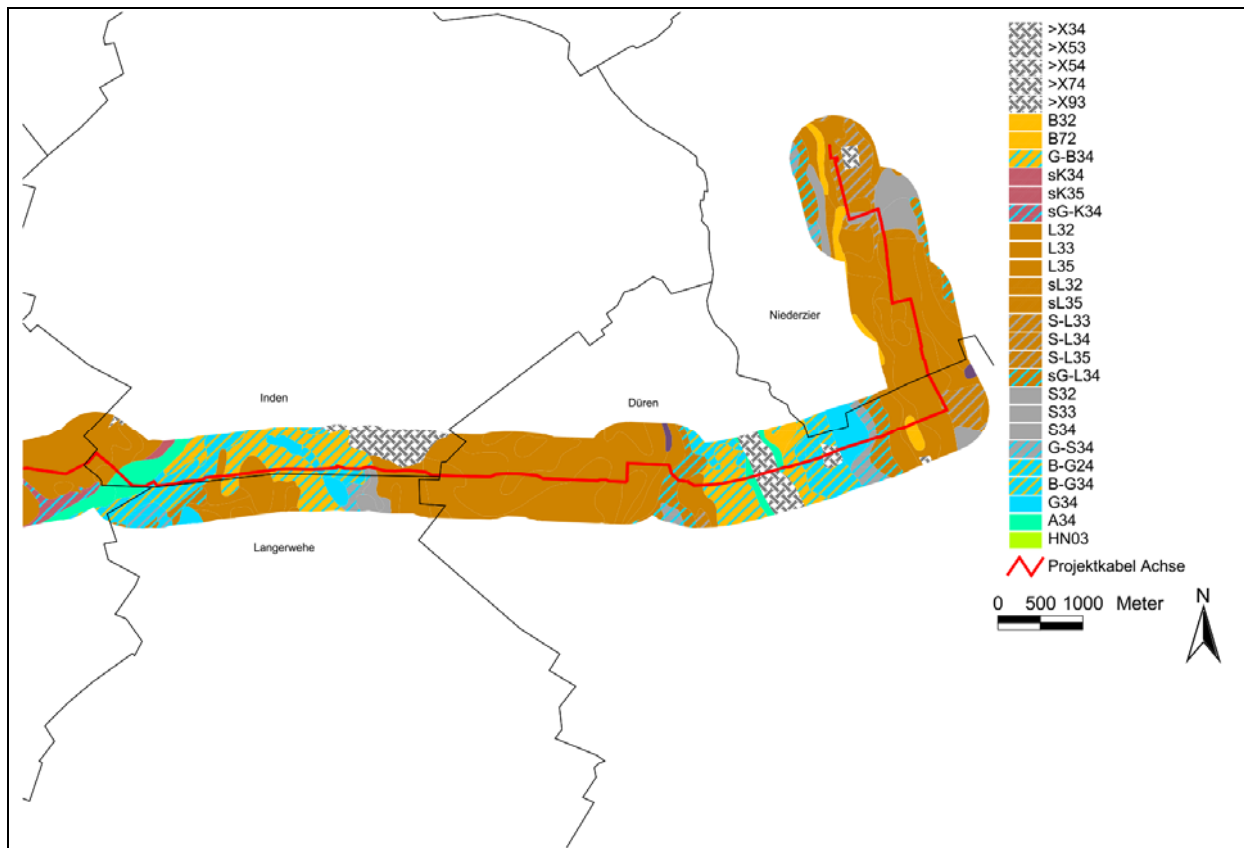 >X34
>X53
>X54
>X74
>X93
B32
B72
G-B34
sK34
sK35
sG-K34
L32
L33
L35
sL32
sL35
S-L33
S-L34
S-L35
sG-L34
S32
S33
S34
G-S34
B-G24
B-G34
G34
A34
HN03
Projektkabel Achse
0 500 1000 Meter
N
Niederzier
Inden
Düren
Langerwehe